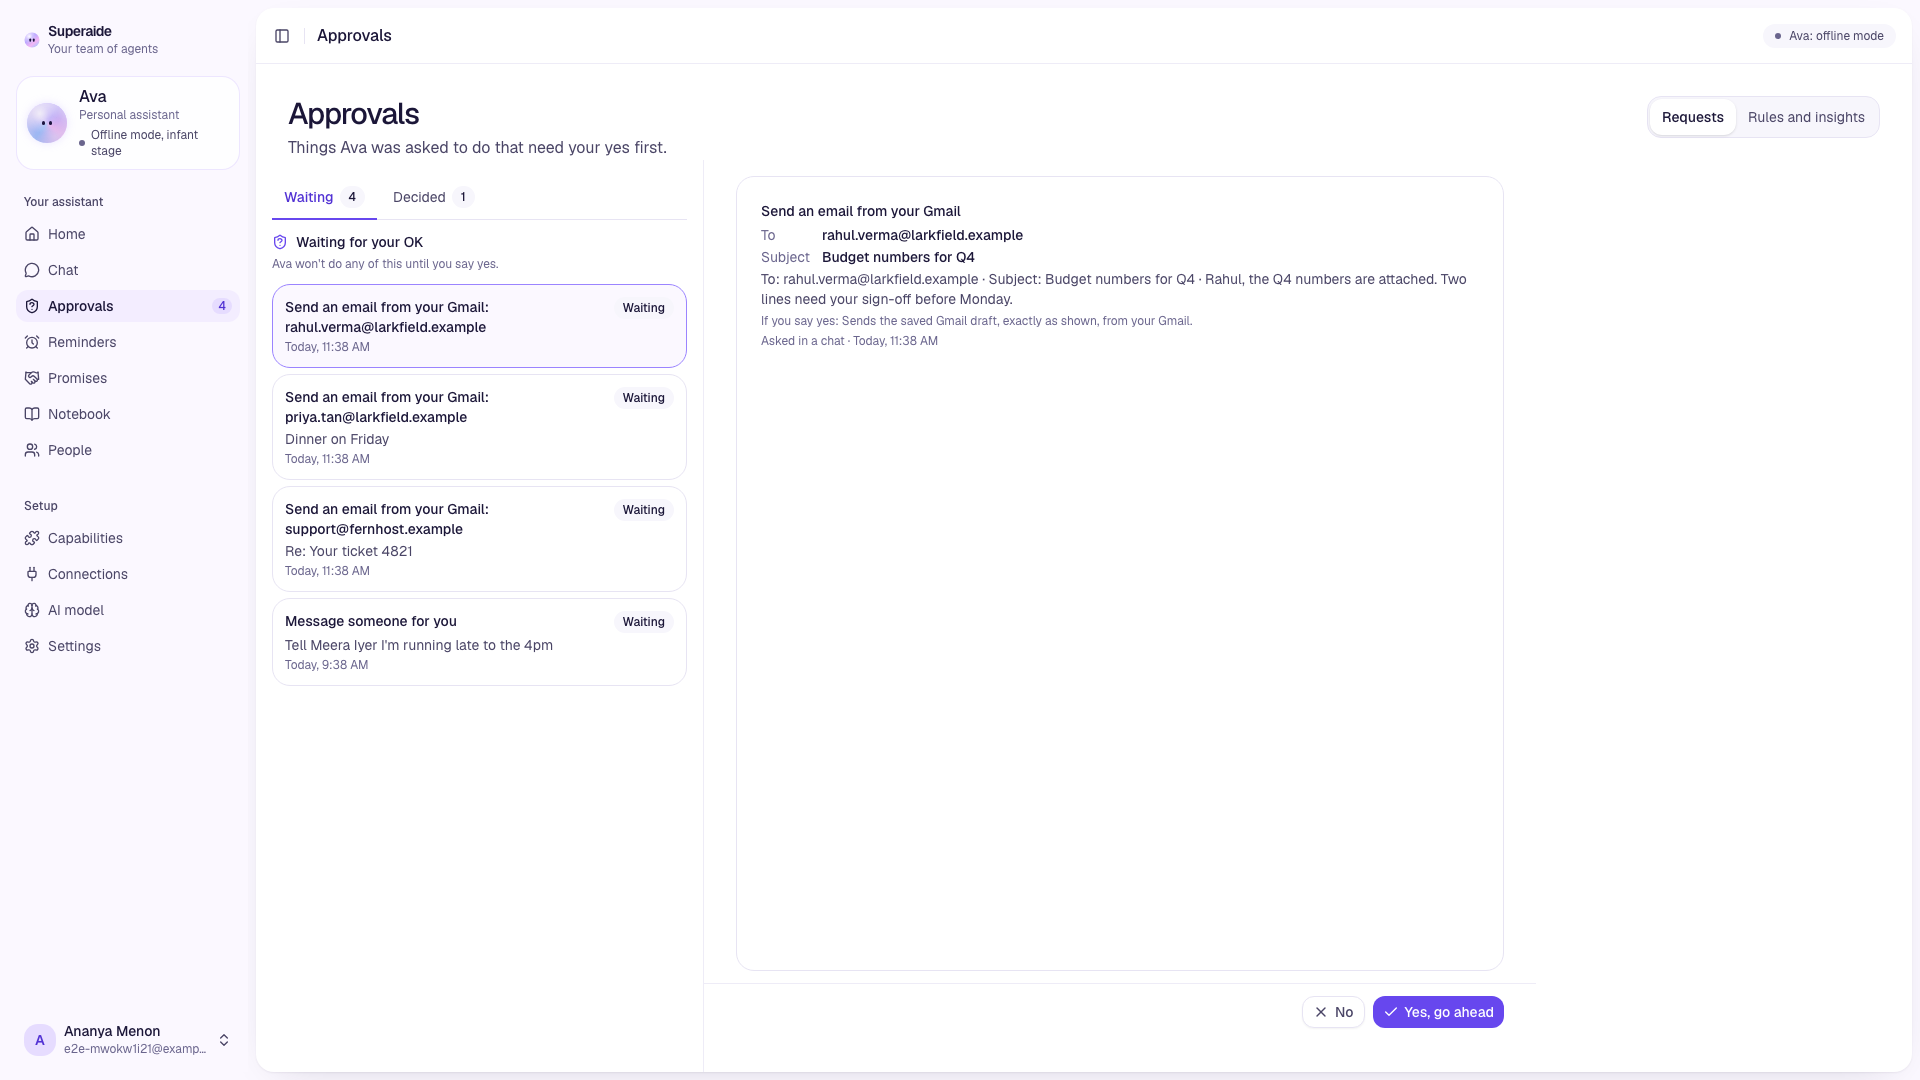 Superaide
Your team of agents
Ava
Personal assistant
Offline mode, infant
stage
Your assistant
Home
Chat
Approvals 4
Reminders
Promises
Notebook
People
Setup
Capabilities
Connections
AI model
Settings
A
Ananya Menon
e2e-mwokw1i21@examp...
Approvals
Ava: offline mode
Approvals
Things Ava was asked to do that need your yes first.
Requests
Rules and insights
Waiting 4
Decided 1
Waiting for your OK
Ava won't do any of this until you say yes.
Send an email from your Gmail:
rahul.verma@larkfield.example
Waiting
Today, 11:38 AM
Send an email from your Gmail:
priya.tan@larkfield.example
Waiting
Dinner on Friday
Today, 11:38 AM
Send an email from your Gmail:
support@fernhost.example
Waiting
Re: Your ticket 4821
Today, 11:38 AM
Message someone for you
Waiting
Tell Meera Iyer I'm running late to the 4pm
Today, 9:38 AM
Send an email from your Gmail
To rahul.verma@larkfield.example
Subject Budget numbers for Q4
To: rahul.verma@larkfield.example · Subject: Budget numbers for Q4 · Rahul, the Q4 numbers are attached. Two
lines need your sign-off before Monday.
If you say yes: Sends the saved Gmail draft, exactly as shown, from your Gmail.
Asked in a chat · Today, 11:38 AM
No
Yes, go ahead